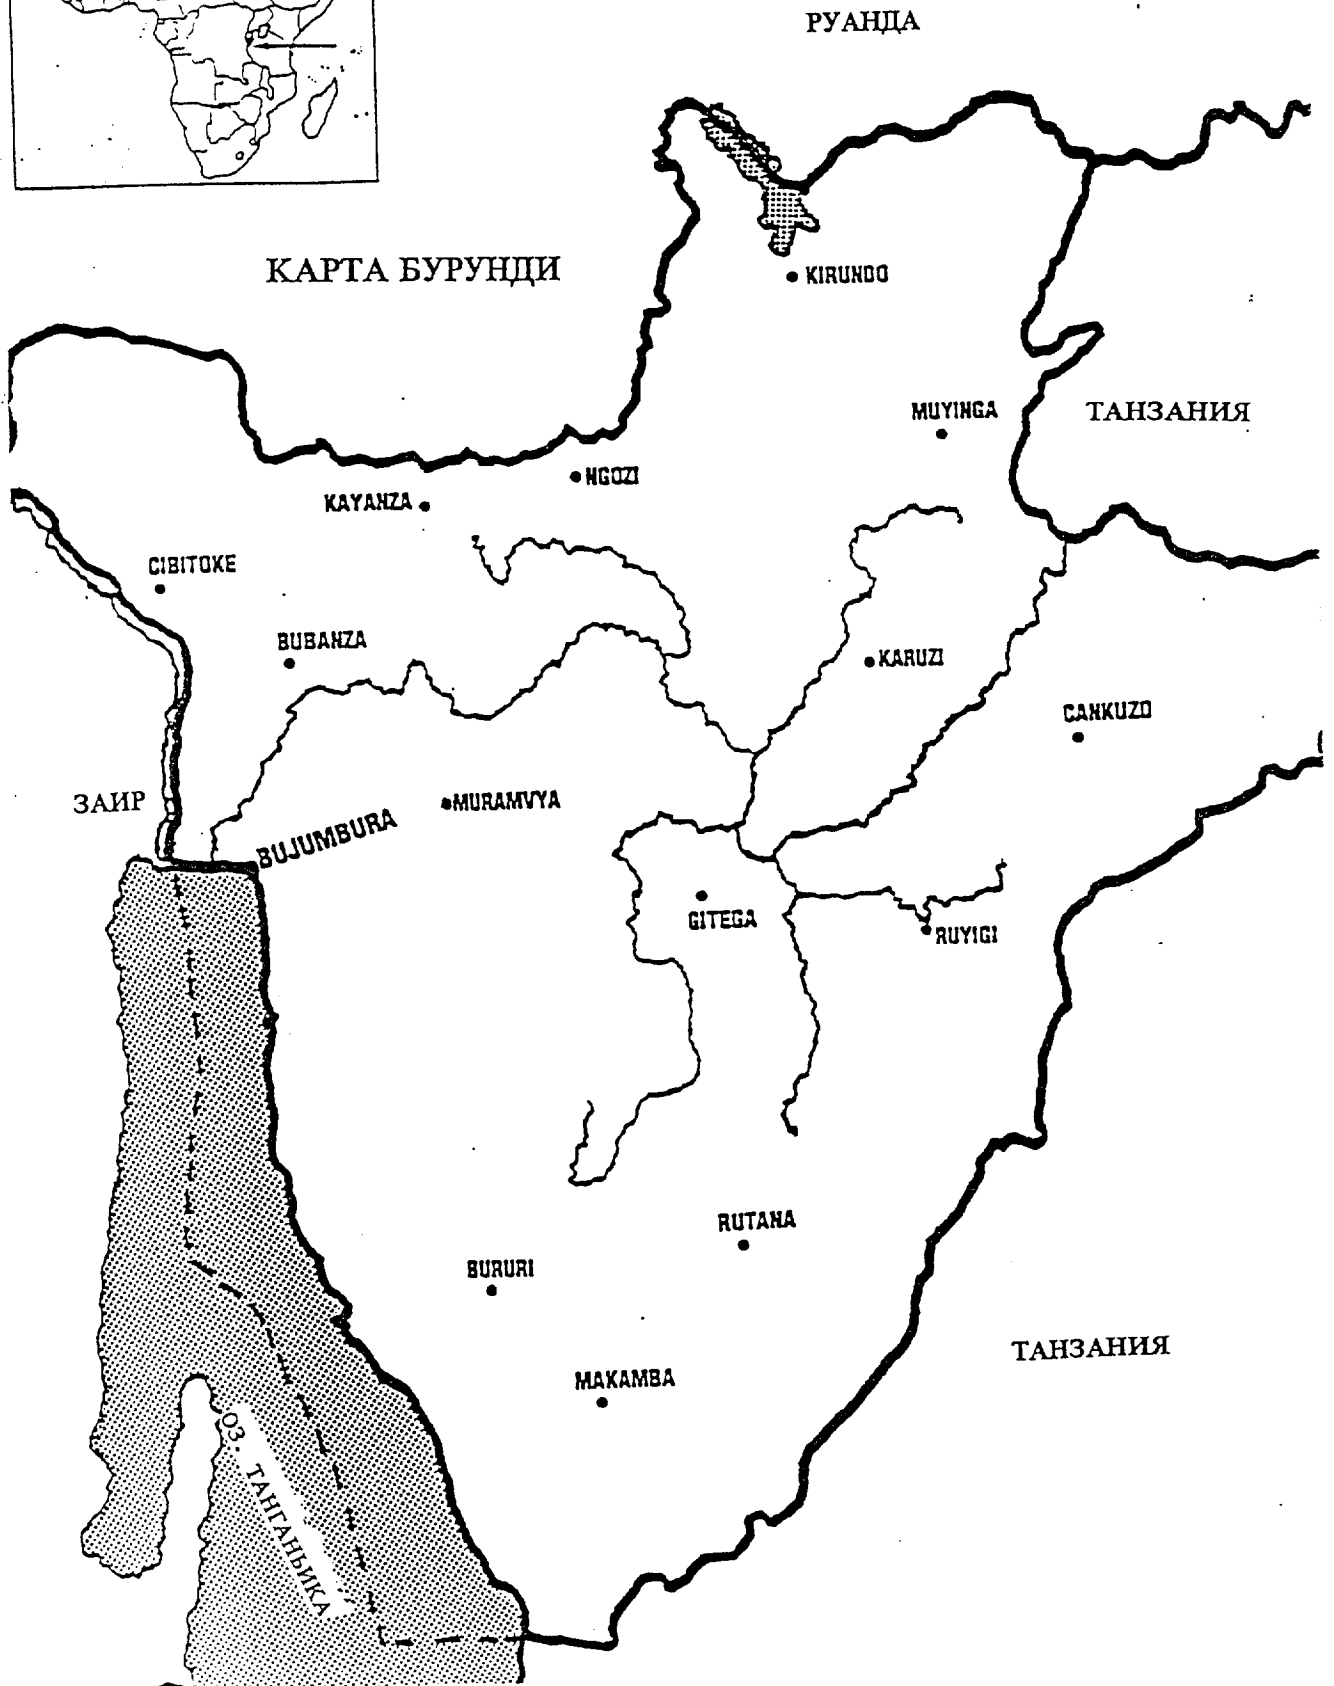 РУАНДА
КАРТА БУРУНДИ
KIRUNDO
MUYINGA
ТАНЗАНИЯ
NGOZI
KAYANZA
CIBITOKE
BUBANZA
KARUZI
CANKUZO
ЗАИР
MURAMVYA
BUJUMBURA
GITEGA
RUYIGI
RUTANA
BURURI
ТАНЗАНИЯ
MAKAMBA
ОЗ. ТАНГАНЬИКА